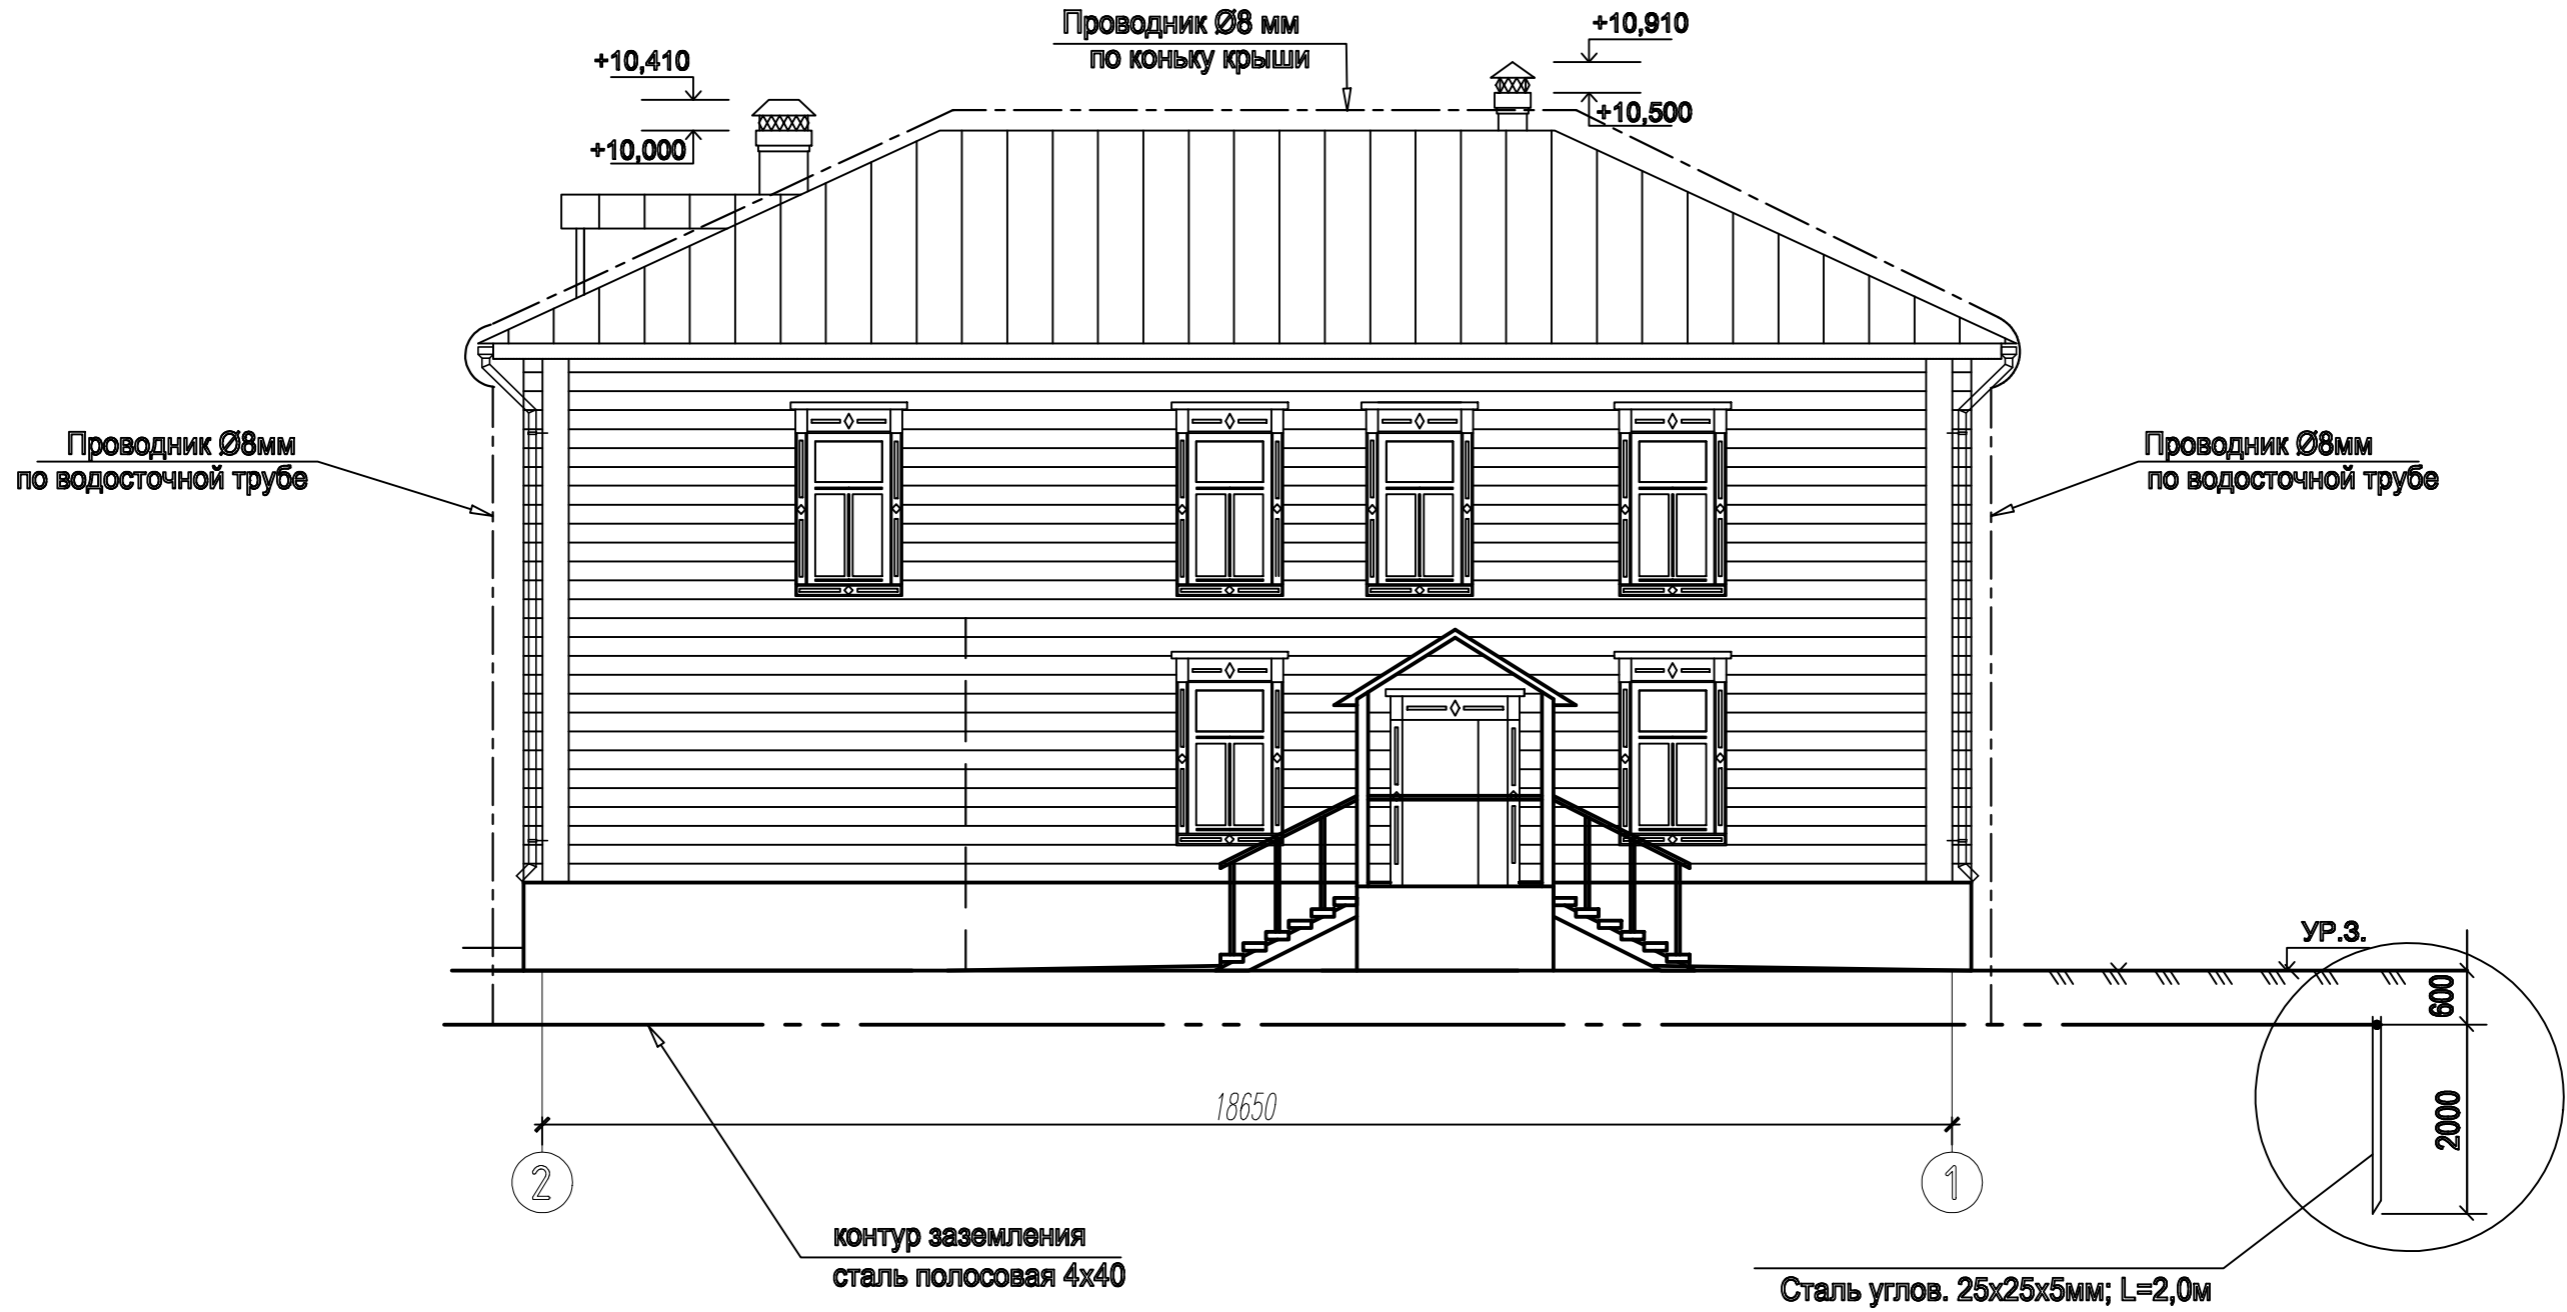 Проводник Ø8 мм
по коньку крыши
+10,910
+10,500
+10,410
+10,000
Проводник Ø8мм
по водосточной трубе
Проводник Ø8мм
по водосточной трубе
УР.З.
600
2000
18650
2
1
контур заземления
сталь полосовая 4х40
Сталь углов. 25х25х5мм; L=2,0м